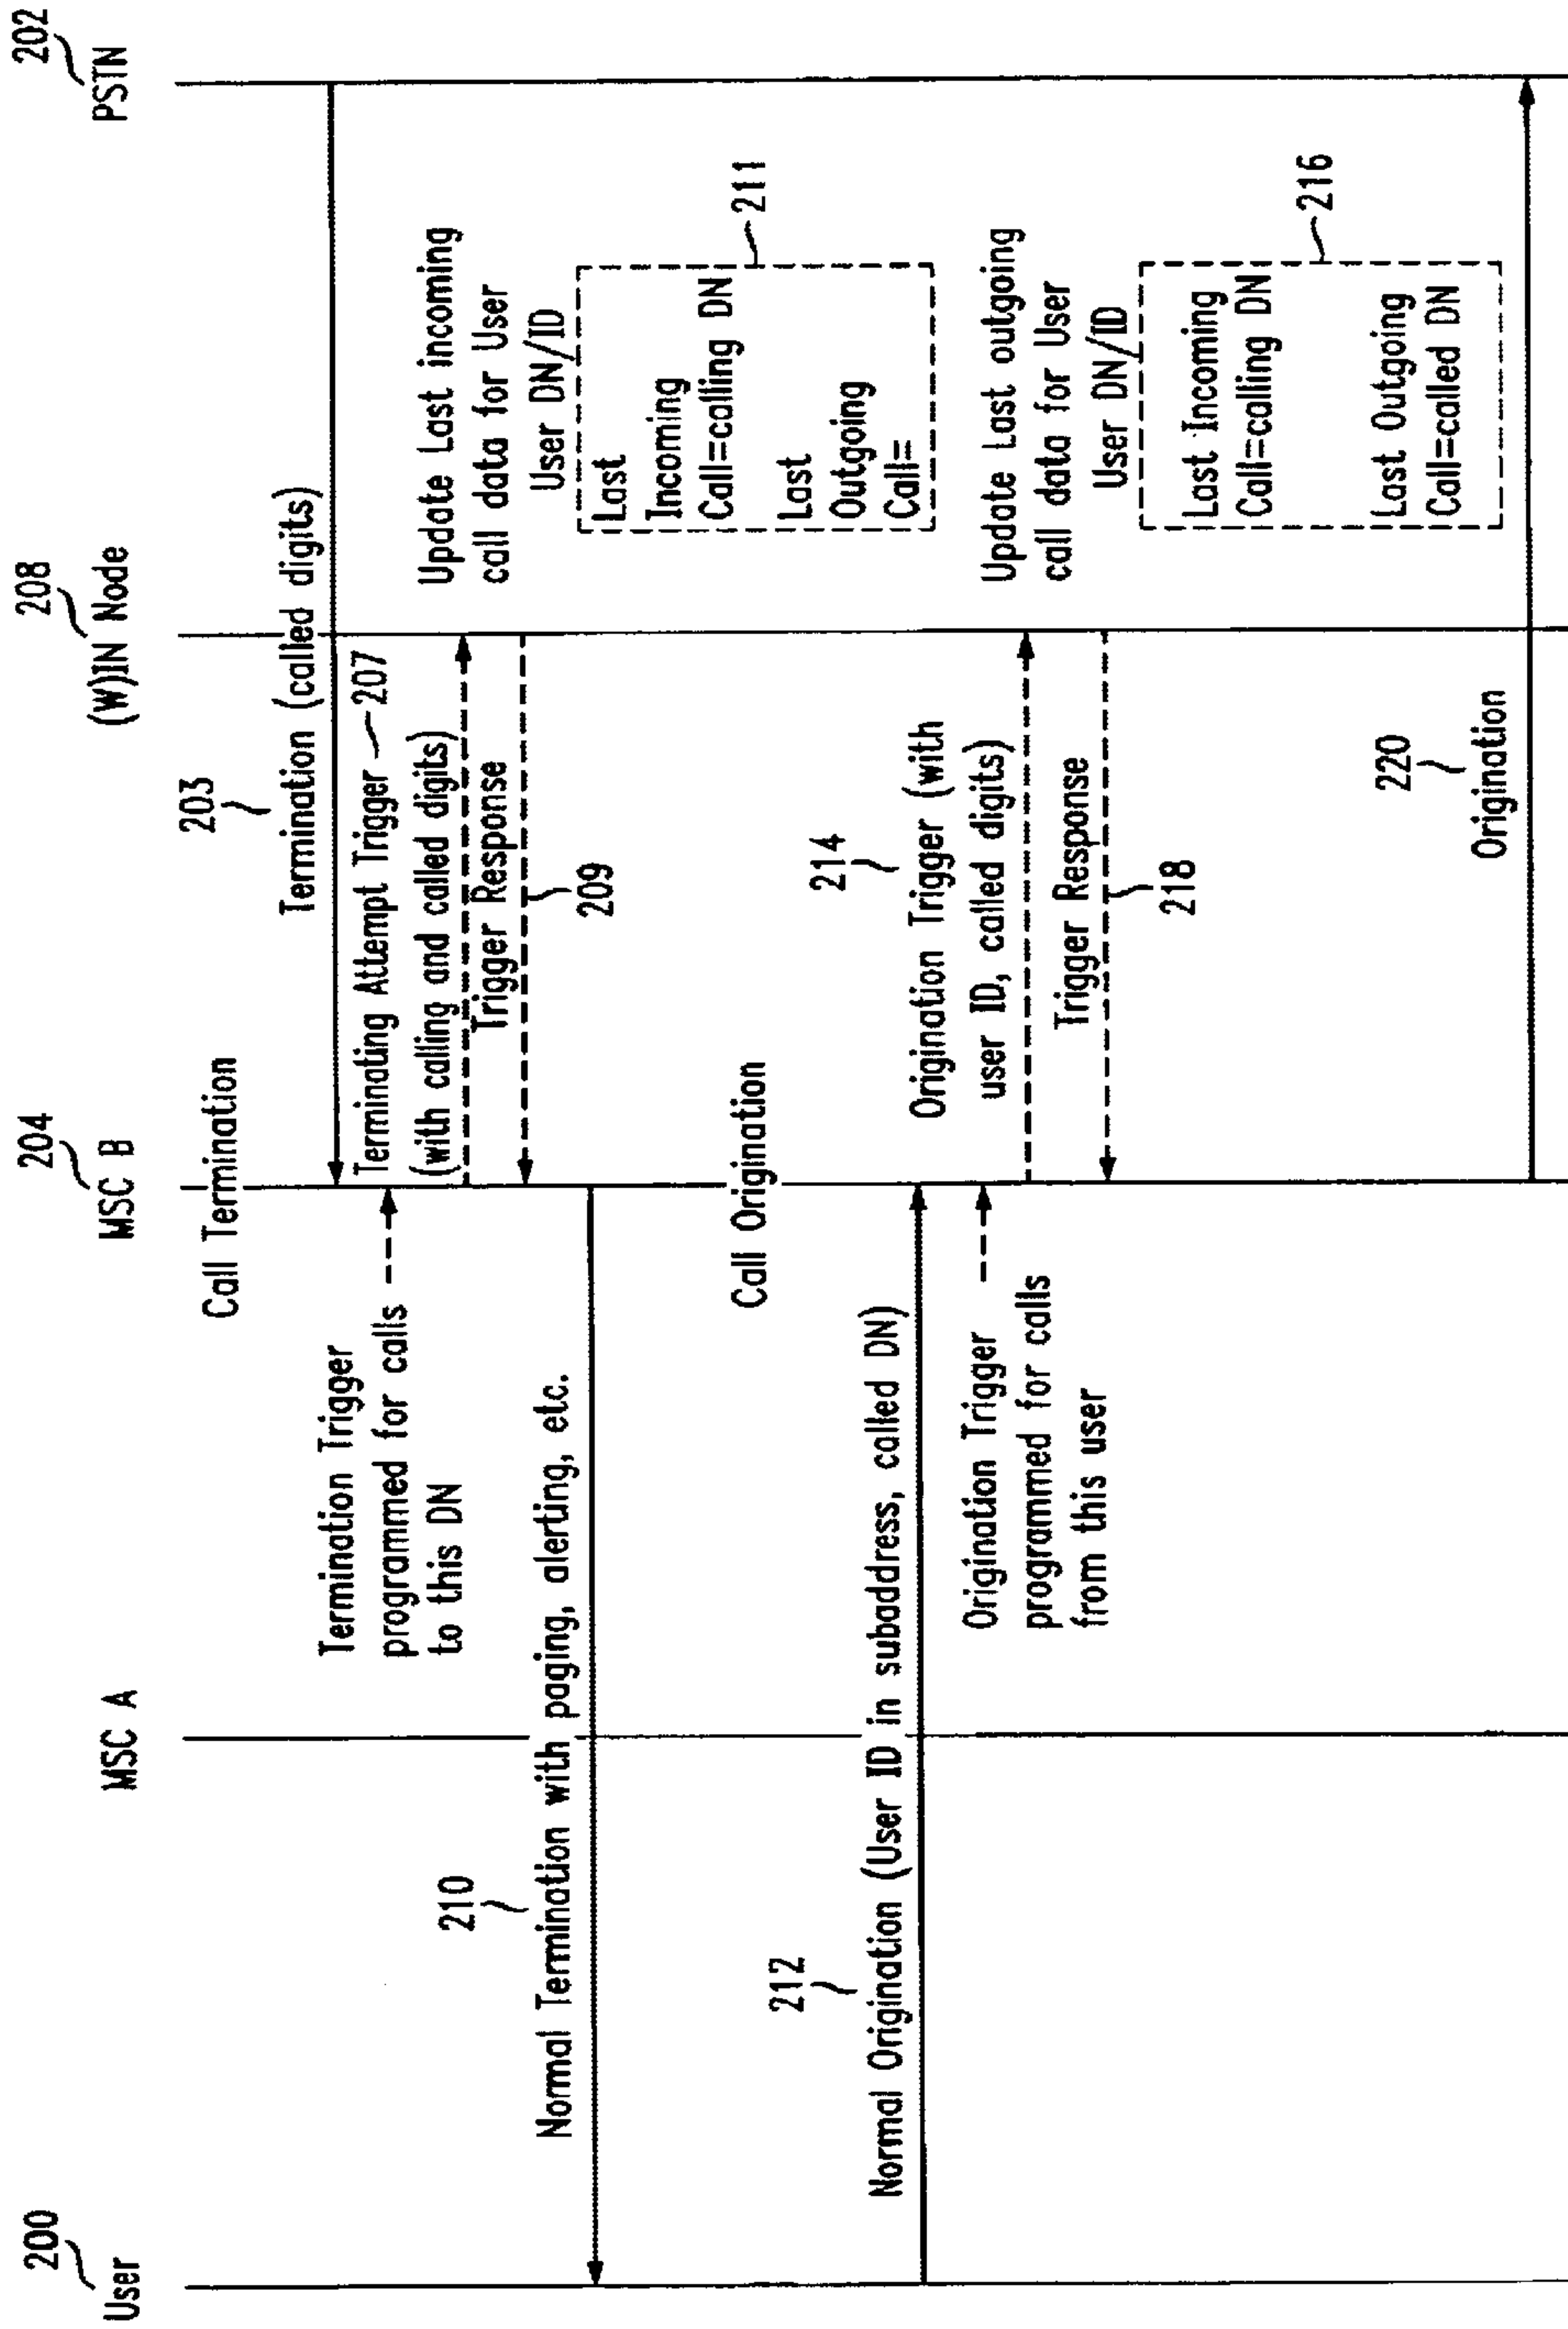 200
User
MSC A
204
MSC B
208
(W)IN Node
202
PSTN
Call Termination
203
Termination (called digits)
Termination Trigger
programmed for calls
to this DN
Terminating Attempt Trigger
207
(with calling and called digits)
Trigger Response
209
Update Last incoming
call data for User
User DN/ID
Last
Incoming
Call=calling DN
Last
Outgoing
Call=
211
210
Normal Termination with paging, alerting, etc.
Call Origination
212
Normal Origination (User ID in subaddress, called DN)
Origination Trigger
programmed for calls
from this user
214
Origination Trigger (with
user ID, called digits)
Trigger Response
218
Update Last outgoing
call data for User
User DN/ID
Last Incoming
Call=calling DN
Last Outgoing
Call=called DN
216
220
Origination